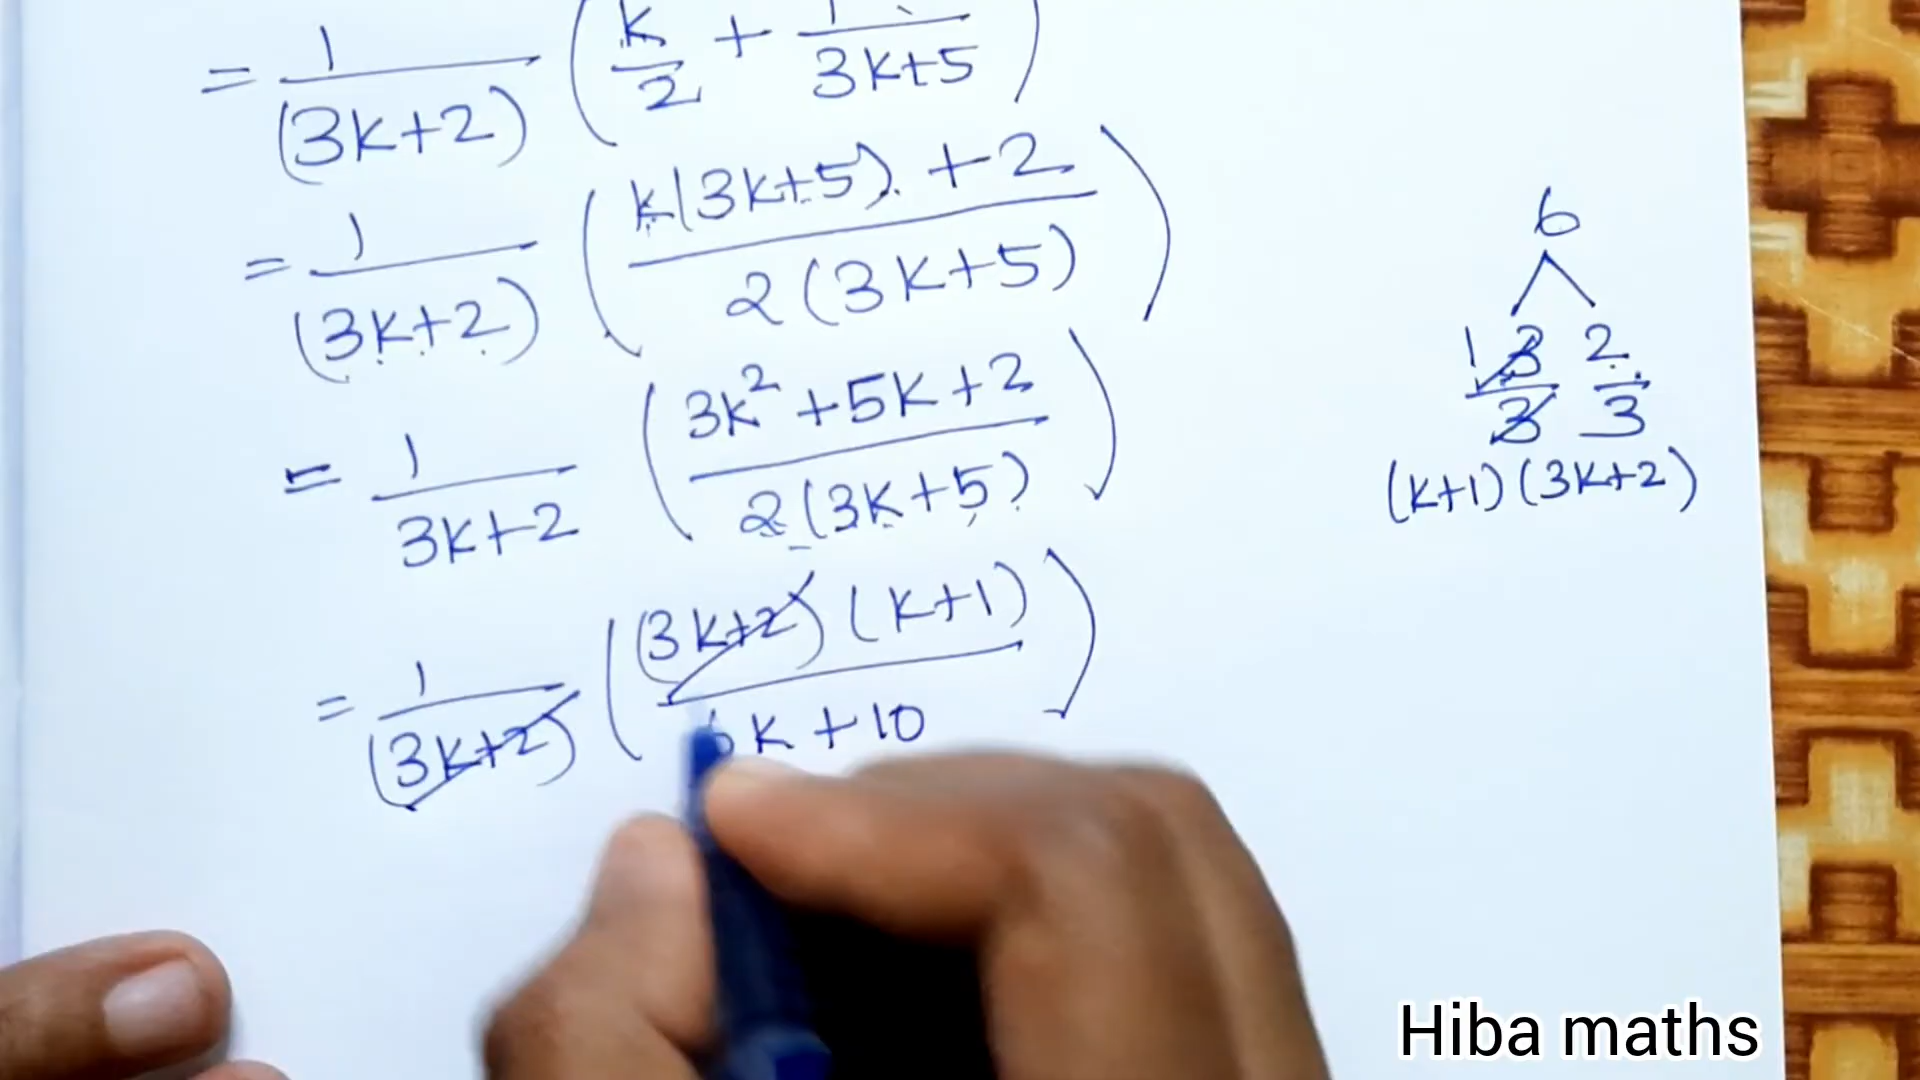 = 1/(3k+2) (k/2 + 1/3k+5)
= 1/(3k+2) (k(3k+5) + 2 / 2(3k+5))
= 1/3k+2 (3k² + 5k + 2 / 2(3k+5))
= 1/(3k+2) ((3k+2)(k+1) / 6k + 10)
6
1 3 2
3 3
(k+1)(3k+2)
Hiba maths